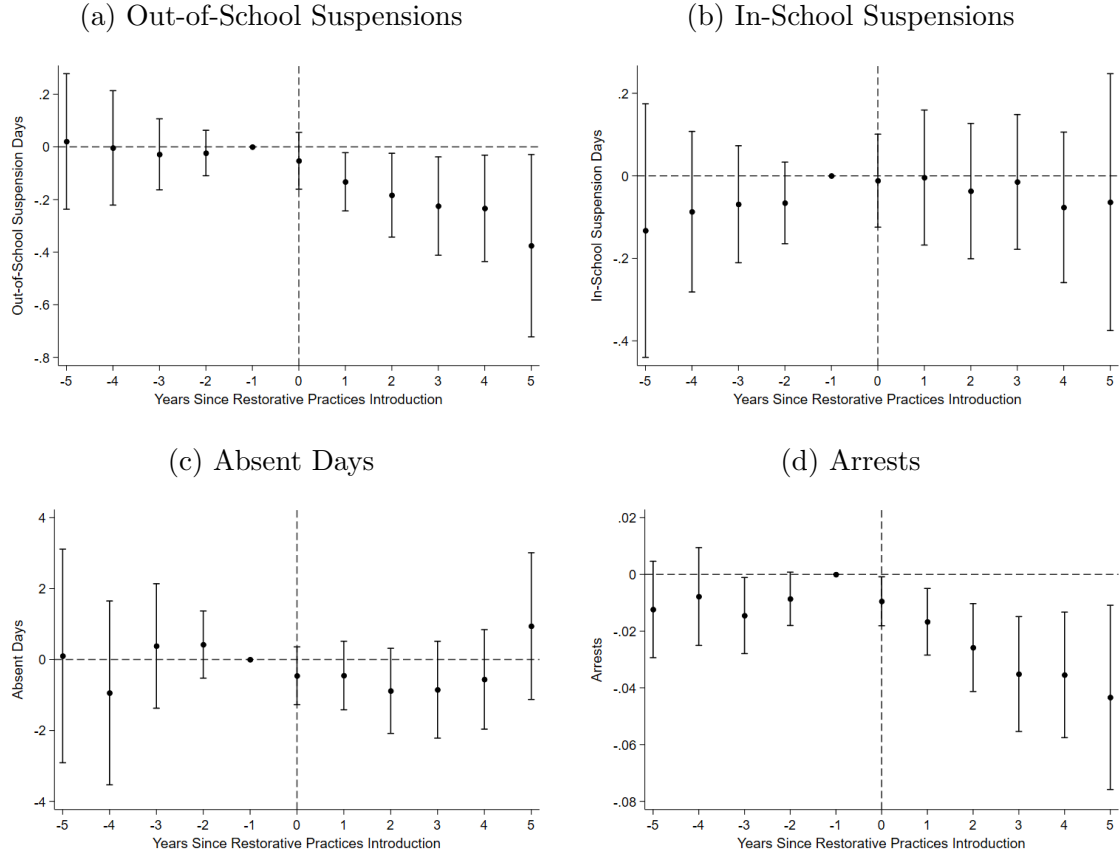 (a) Out-of-School Suspensions
Out-of-School Suspension Days
.2
0
-.2
-.4
-.6
-.8
-5 -4 -3 -2 -1 0 1 2 3 4 5
Years Since Restorative Practices Introduction
(b) In-School Suspensions
In-School Suspension Days
.2
0
-.2
-.4
-5 -4 -3 -2 -1 0 1 2 3 4 5
Years Since Restorative Practices Introduction
(c) Absent Days
Absent Days
4
2
0
-2
-4
-5 -4 -3 -2 -1 0 1 2 3 4 5
Years Since Restorative Practices Introduction
(d) Arrests
Arrests
.02
0
-.02
-.04
-.06
-.08
-5 -4 -3 -2 -1 0 1 2 3 4 5
Years Since Restorative Practices Introduction